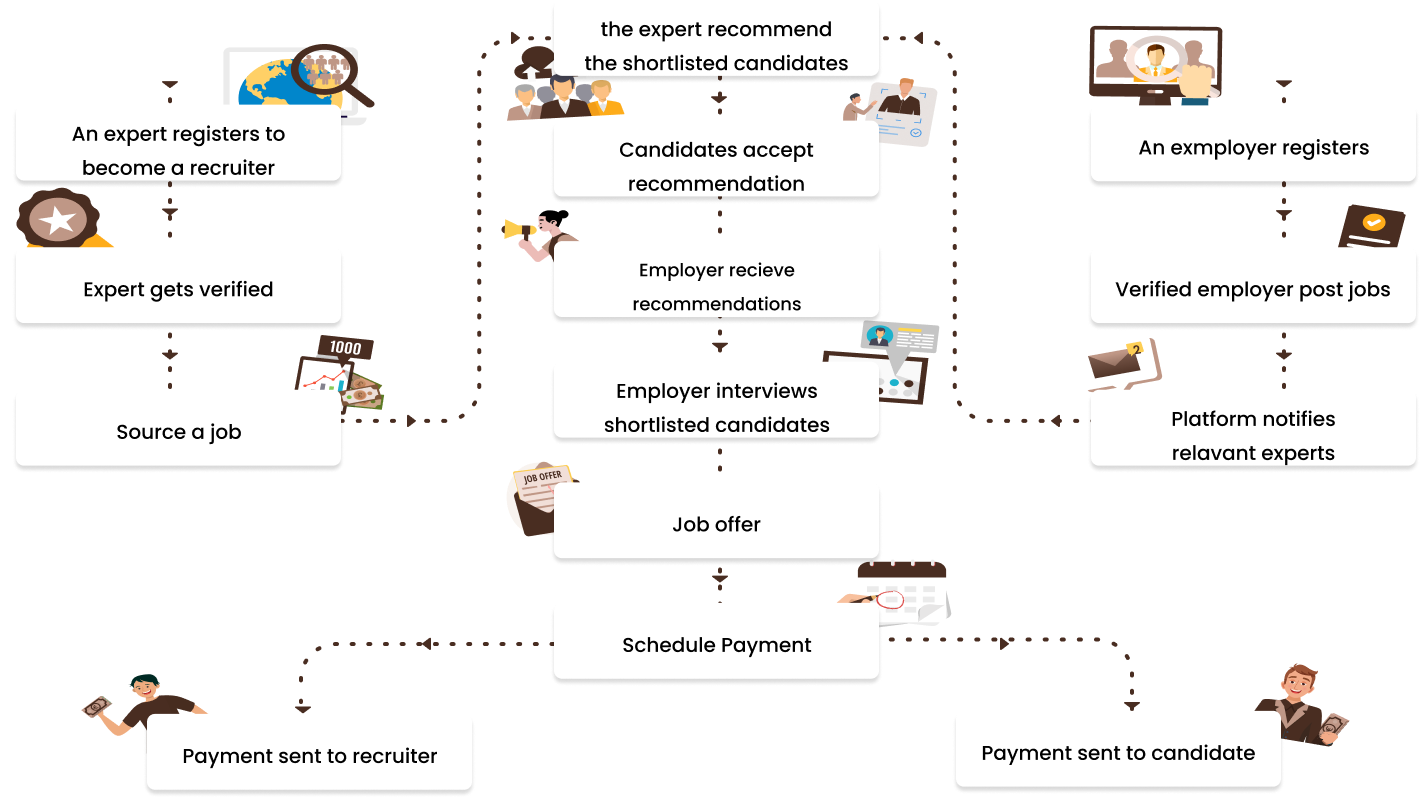 An expert registers to
become a recruiter
Expert gets verified
1000
Source a job
the expert recommend
the shortlisted candidates
Candidates accept
recommendation
Employer recieve
recommendations
Employer interviews
shortlisted candidates
JOB OFFER
Job offer
Schedule Payment
An exmployer registers
Verified employer post jobs
2
Platform notifies
relavant experts
Payment sent to recruiter
Payment sent to candidate